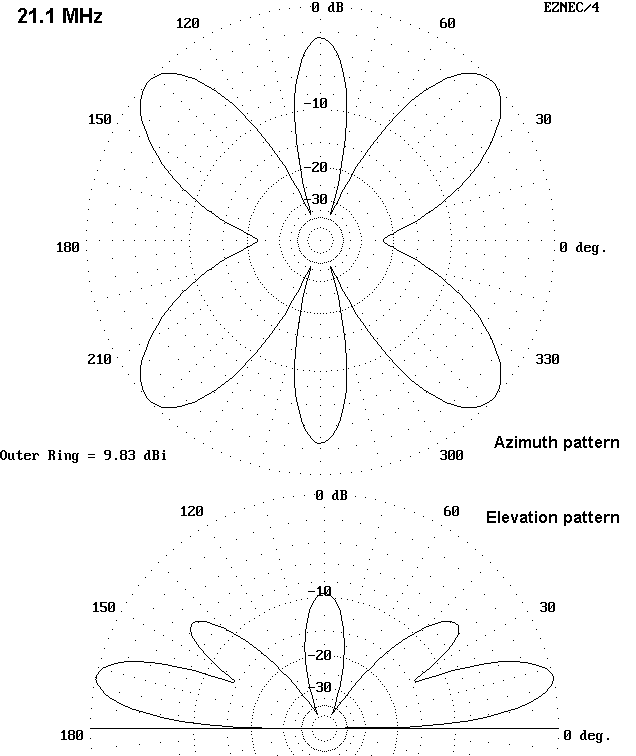 21.1 MHz
0 dB
EZNEC/4
120
60
-10
150
30
-20
-30
180
0 deg.
210
330
Azimuth pattern
Outer Ring = 9.83 dBi
300
0 dB
120
60
Elevation pattern
-10
150
30
-20
-30
180
0 deg.